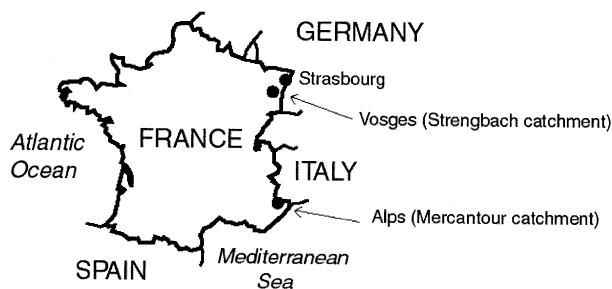 GERMANY
Strasbourg
Vosges (Strengbach catchment)
FRANCE
Atlantic
Ocean
ITALY
Alps (Mercantour catchment)
Mediterranean
Sea
SPAIN